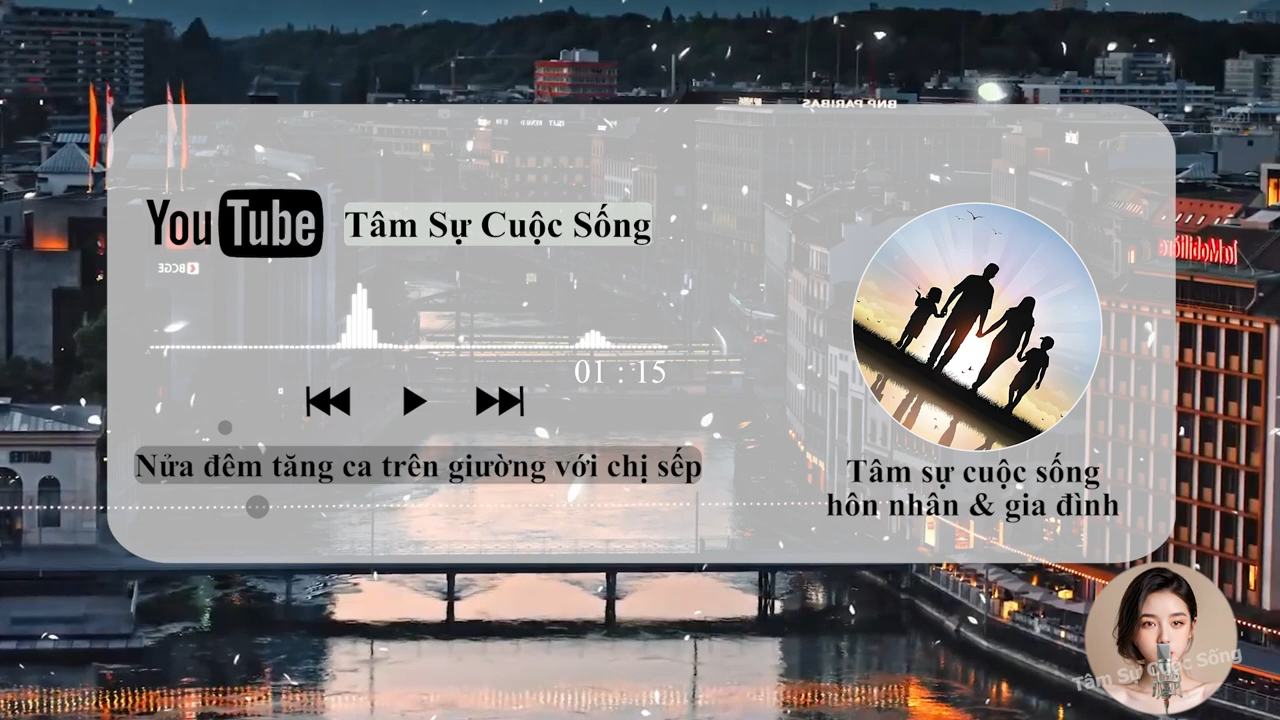 BNP PARIBAS
YouTube
Tâm Sự Cuộc Sống
BCGE
01 : 15
Nửa đêm tăng ca trên giường với chị sếp
Tâm sự cuộc sống
hôn nhân & gia đình
Tâm Sự Cuộc Sống